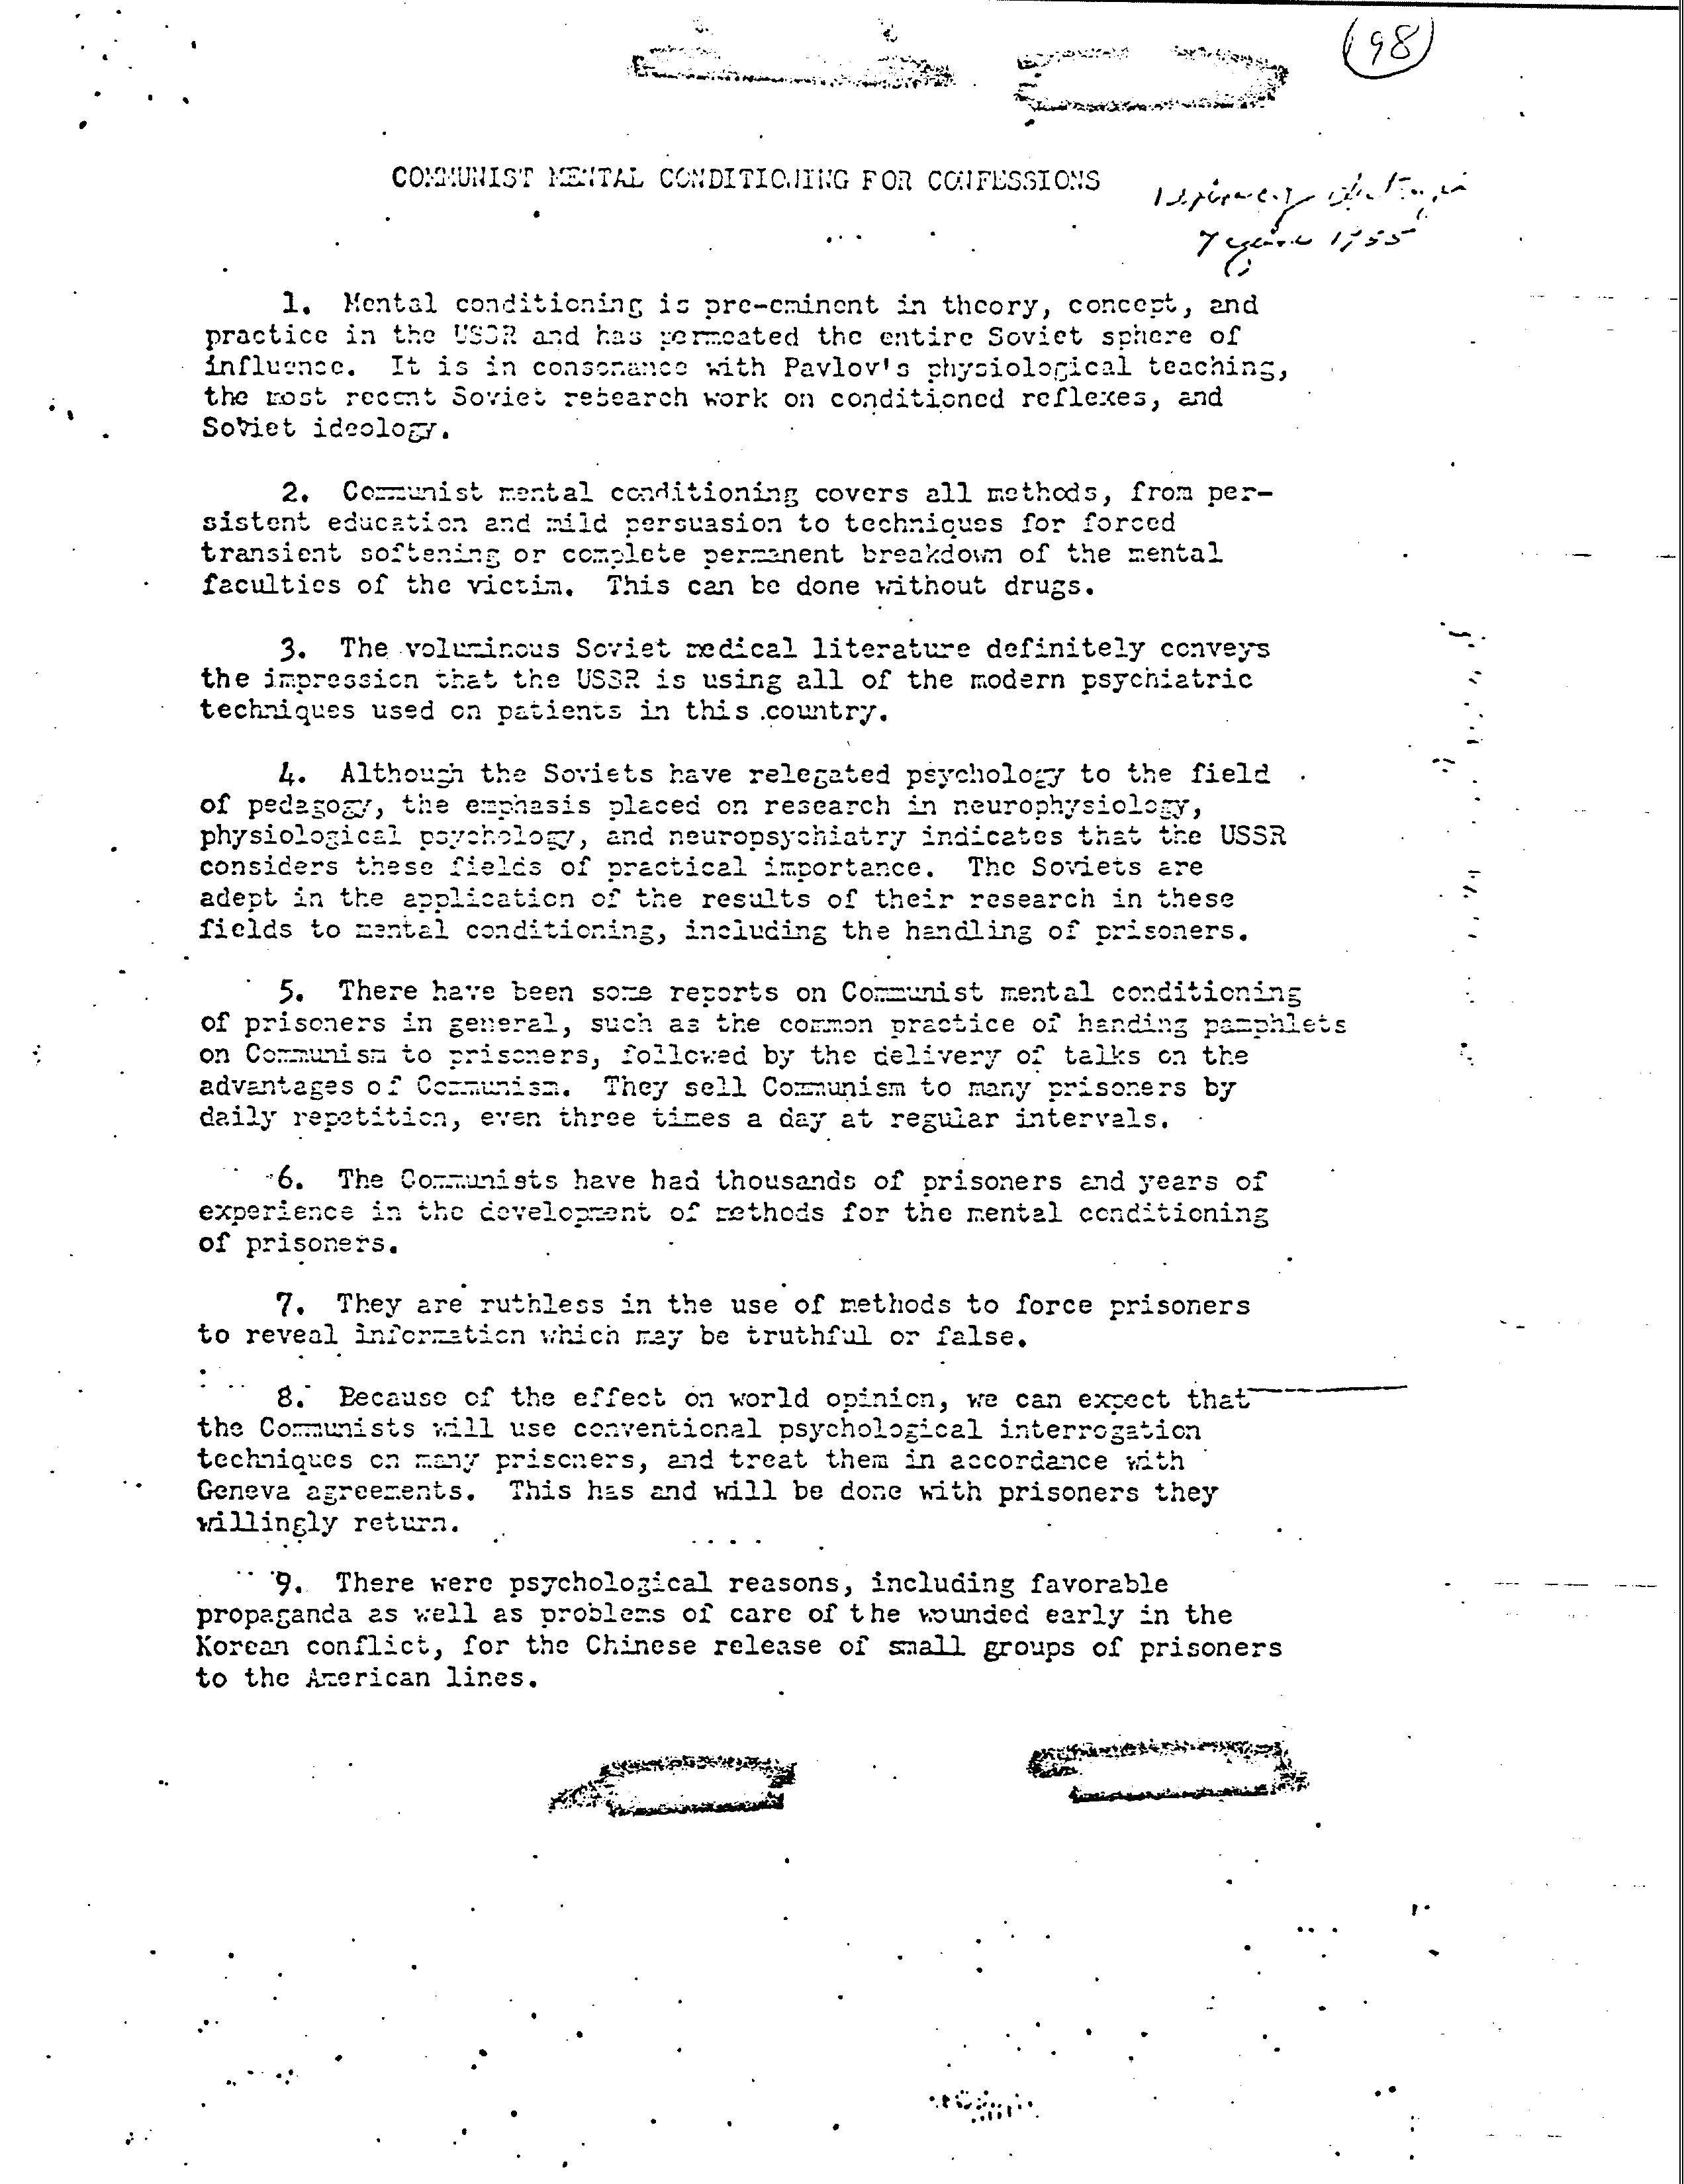 198
COMMUNIST MENTAL CONDITIONING FOR CONFESSIONS
1955
1. Mental conditioning is pre-eminent in theory, concept, and
practice in the USSR and has permeated the entire Soviet sphere of
influence. It is in consonance with Pavlov's physiological teaching,
the most recent Soviet research work on conditioned reflexes, and
Soviet ideology.
2. Communist mental conditioning covers all methods, from per-
sistent education and mild persuasion to techniques for forced
transient softening or complete permanent breakdown of the mental
faculties of the victim. This can be done without drugs.
3. The voluminous Soviet medical literature definitely conveys
the impression that the USSR is using all of the modern psychiatric
techniques used on patients in this country.
4. Although the Soviets have relegated psychology to the field
of pedagogy, the emphasis placed on research in neurophysiology,
physiological psychology, and neuropsychiatry indicates that the USSR
considers these fields of practical importance. The Soviets are
adept in the application of the results of their research in these
fields to mental conditioning, including the handling of prisoners.
5. There have been some reports on Communist mental conditioning
of prisoners in general, such as the common practice of handing pamphlets
on Communism to prisoners, followed by the delivery of talks on the
advantages of Communism. They sell Communism to many prisoners by
daily repetition, even three times a day at regular intervals.
6. The Communists have had thousands of prisoners and years of
experience in the development of methods for the mental conditioning
of prisoners.
7. They are ruthless in the use of methods to force prisoners
to reveal information which may be truthful or false.
8. Because of the effect on world opinion, we can expect that
the Communists will use conventional psychological interrogation
techniques on many prisoners, and treat them in accordance with
Geneva agreements. This has and will be done with prisoners they
willingly return.
9. There were psychological reasons, including favorable
propaganda as well as problems of care of the wounded early in the
Korean conflict, for the Chinese release of small groups of prisoners
to the American lines.